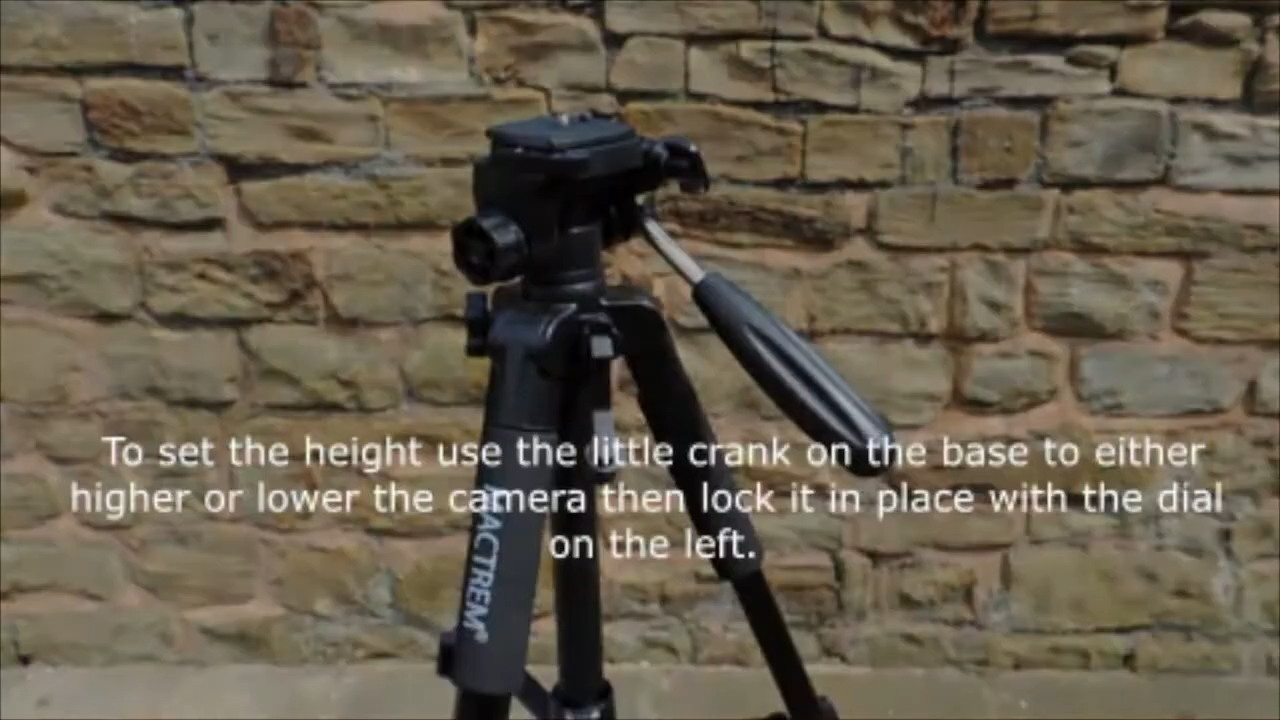 To set the height use the little crank on the base to either
higher or lower the camera then lock it in place with the dial
on the left.